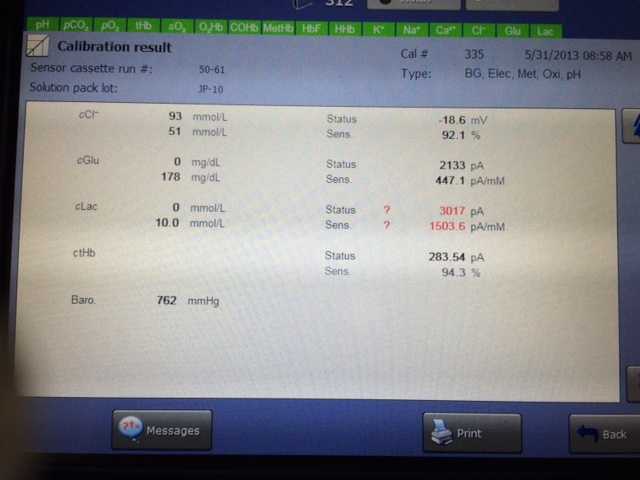 312
pH pCO₂ pO₂ tHb sO₂ O₂Hb COHb MetHb HbF HHb K⁺ Na⁺ Ca²⁺ Cl⁻ Glu Lac
Calibration result
Cal # 335 5/31/2013 08:58 AM
Sensor cassette run #: 50-61
Type: BG, Elec, Met, Oxi, pH
Solution pack lot: JP-10
cCl⁻ 93 mmol/L Status -18.6 mV
51 mmol/L Sens. 92.1 %
cGlu 0 mg/dL Status 2133 pA
178 mg/dL Sens. 447.1 pA/mM
cLac 0 mmol/L Status ? 3017 pA
10.0 mmol/L Sens. ? 1503.6 pA/mM
ctHb Status 283.54 pA
Sens. 94.3 %
Baro. 762 mmHg
Messages Print Back